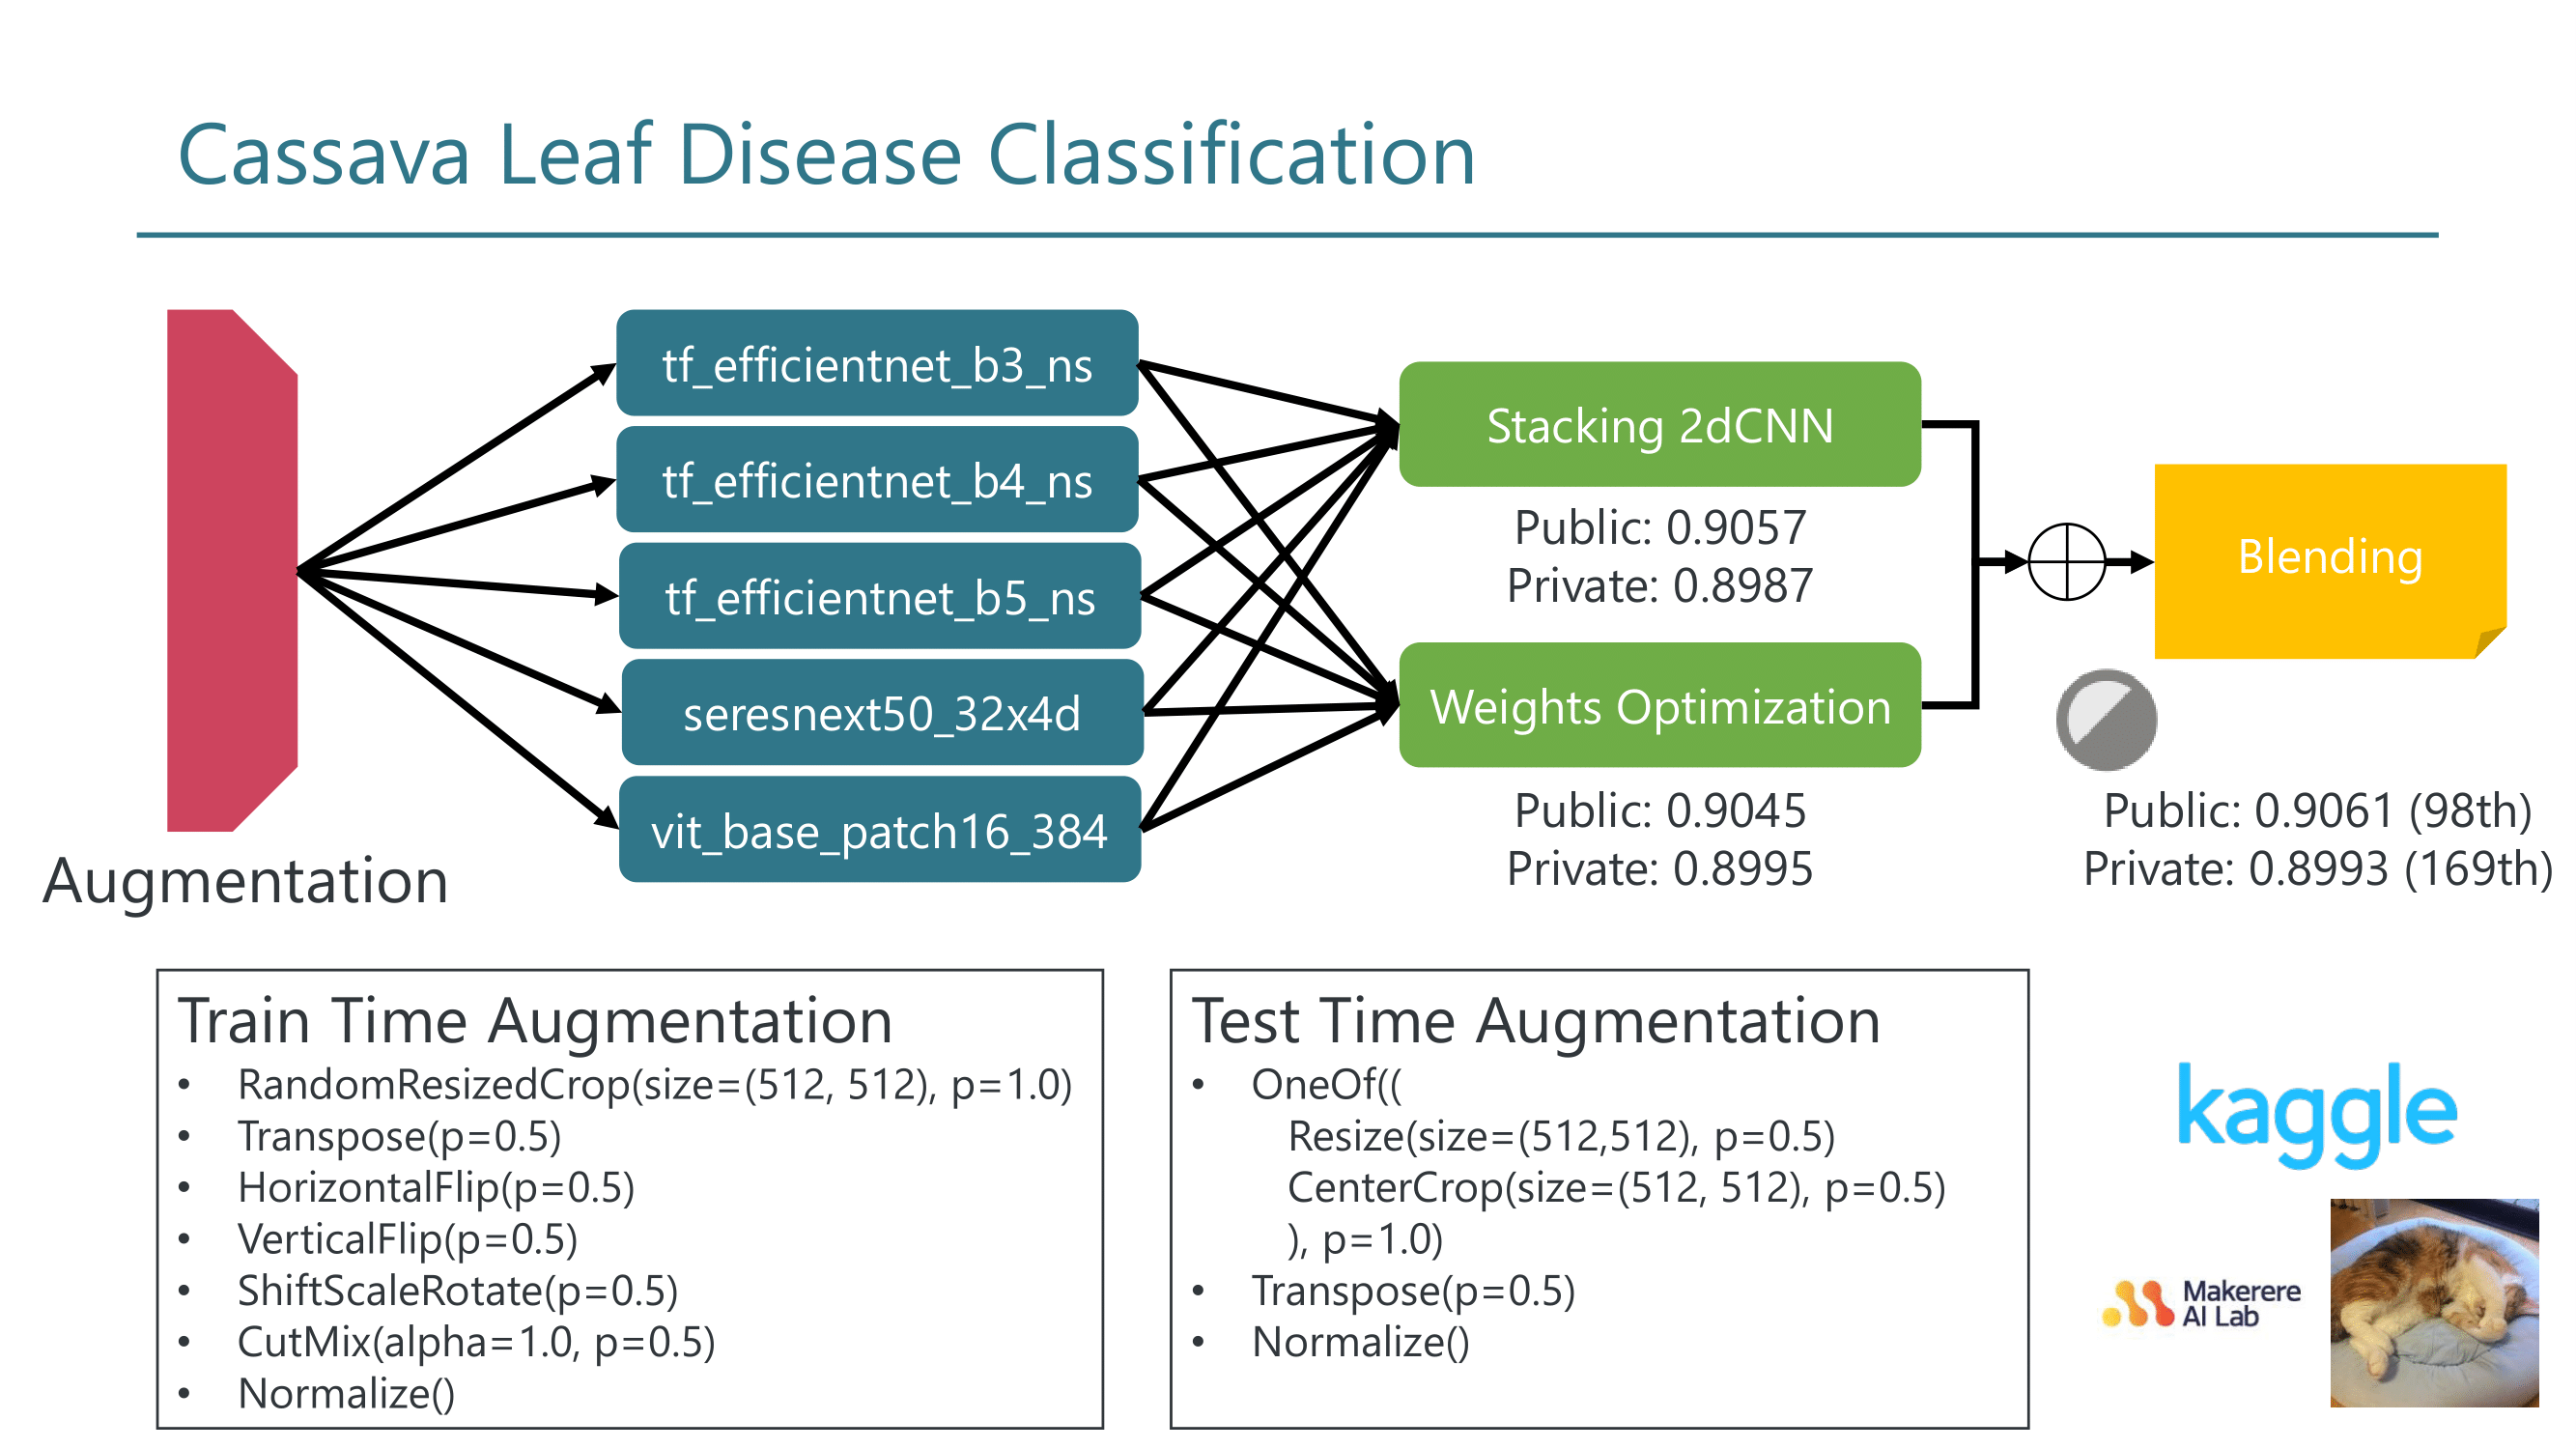 Cassava Leaf Disease Classification
Augmentation
tf_efficientnet_b3_ns
tf_efficientnet_b4_ns
tf_efficientnet_b5_ns
seresnext50_32x4d
vit_base_patch16_384
Stacking 2dCNN
Public: 0.9057
Private: 0.8987
Weights Optimization
Public: 0.9045
Private: 0.8995
Blending
Public: 0.9061 (98th)
Private: 0.8993 (169th)
Train Time Augmentation
• RandomResizedCrop(size=(512, 512), p=1.0)
• Transpose(p=0.5)
• HorizontalFlip(p=0.5)
• VerticalFlip(p=0.5)
• ShiftScaleRotate(p=0.5)
• CutMix(alpha=1.0, p=0.5)
• Normalize()
Test Time Augmentation
• OneOf((
Resize(size=(512,512), p=0.5)
CenterCrop(size=(512, 512), p=0.5)
), p=1.0)
• Transpose(p=0.5)
• Normalize()
kaggle
Makerere
AI Lab